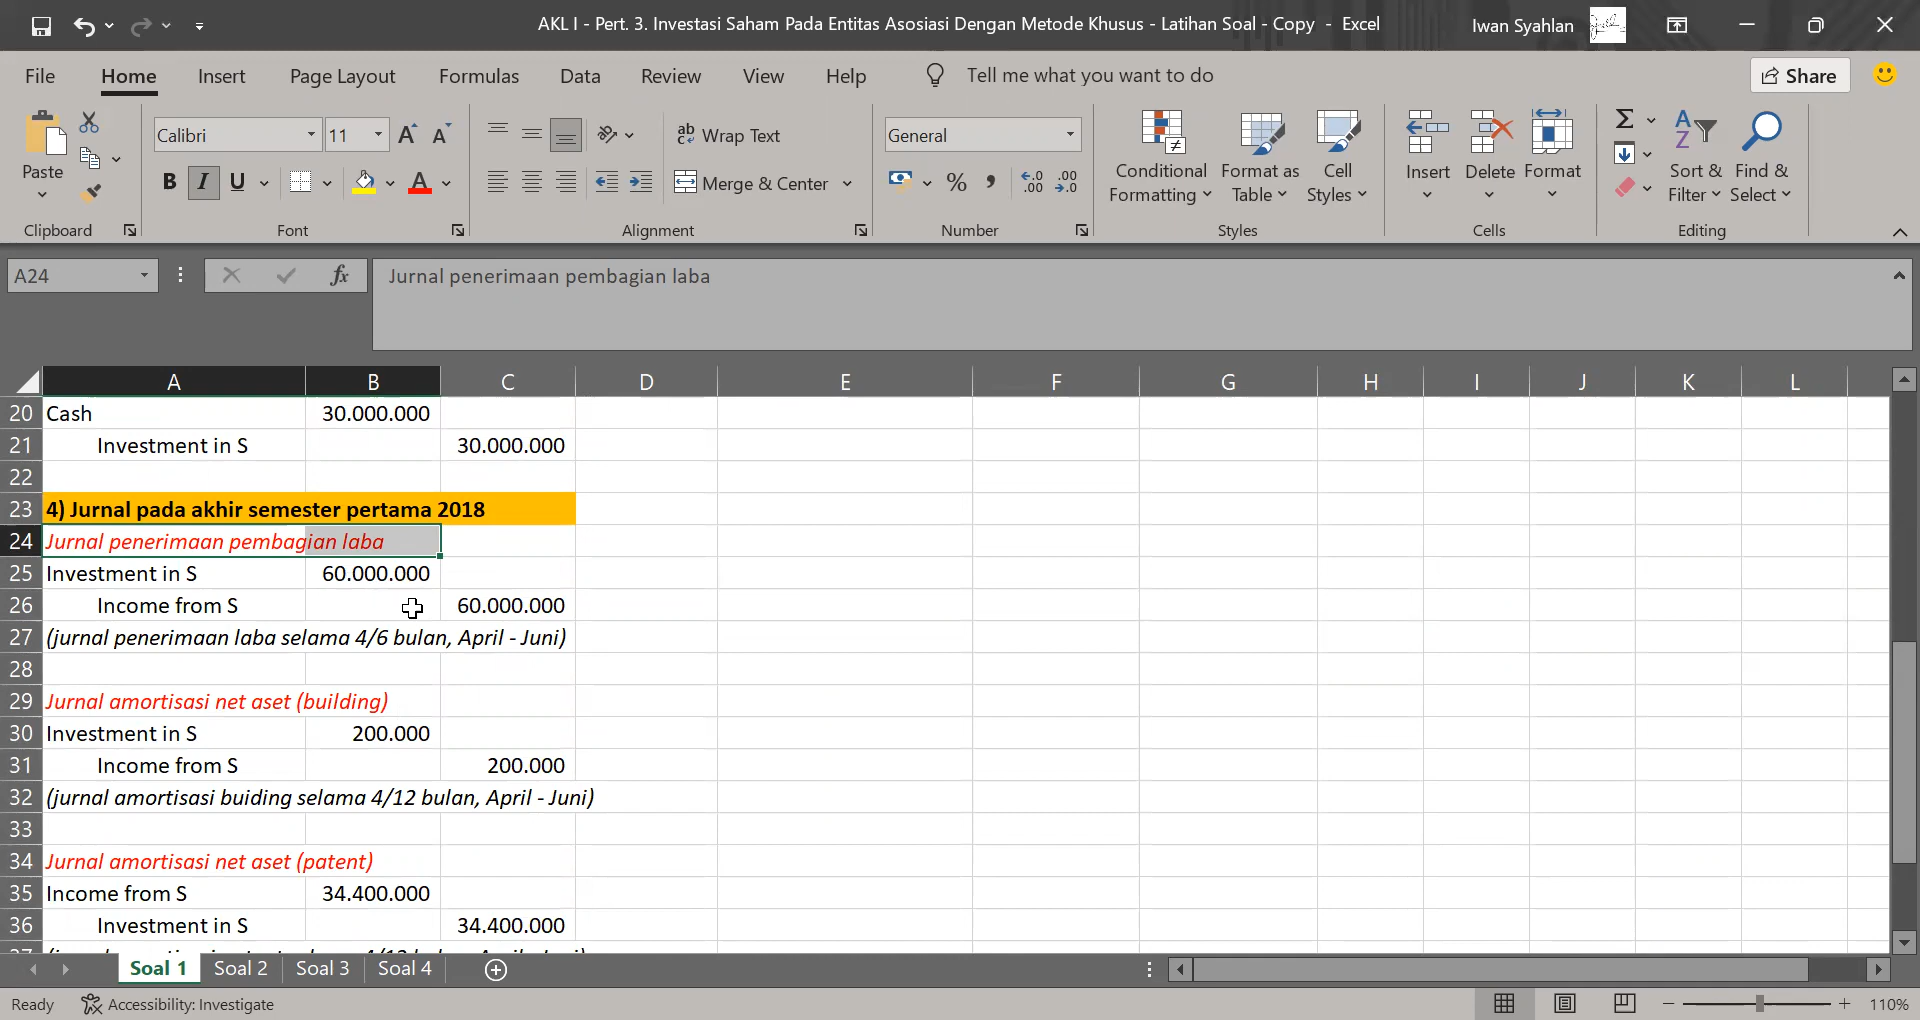 AKL I - Pert. 3. Investasi Saham Pada Entitas Asosiasi Dengan Metode Khusus - Latihan Soal - Copy - Excel
Iwan Syahlan
File Home Insert Page Layout Formulas Data Review View Help Tell me what you want to do Share
Paste
Calibri 11
B I U
ab Wrap Text
Merge & Center
General
Conditional Formatting
Format as Table
Cell Styles
Insert Delete Format
Sort & Filter
Find & Select
Clipboard Font Alignment Number Styles Cells Editing
A24 fx Jurnal penerimaan pembagian laba
A B C D E F G H I J K L
20 Cash 30.000.000
21 Investment in S 30.000.000
22
23 4) Jurnal pada akhir semester pertama 2018
24 Jurnal penerimaan pembagian laba
25 Investment in S 60.000.000
26 Income from S 60.000.000
27 (jurnal penerimaan laba selama 4/6 bulan, April - Juni)
28
29 Jurnal amortisasi net aset (building)
30 Investment in S 200.000
31 Income from S 200.000
32 (jurnal amortisasi buiding selama 4/12 bulan, April - Juni)
33
34 Jurnal amortisasi net aset (patent)
35 Income from S 34.400.000
36 Investment in S 34.400.000
Soal 1 Soal 2 Soal 3 Soal 4
Ready Accessibility: Investigate 110%